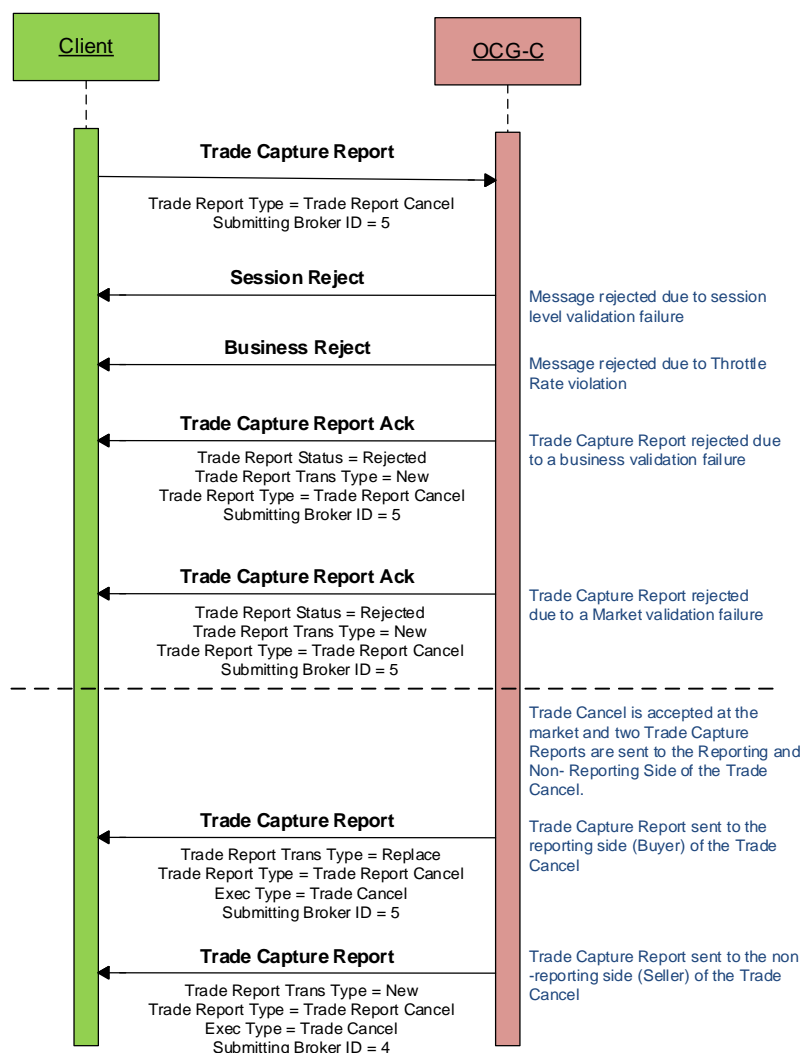 Client
OCG-C
Trade Capture Report
Trade Report Type = Trade Report Cancel
Submitting Broker ID = 5
Session Reject
Message rejected due to session
level validation failure
Business Reject
Message rejected due to Throttle
Rate violation
Trade Capture Report Ack
Trade Report Status = Rejected
Trade Report Trans Type = New
Trade Report Type = Trade Report Cancel
Submitting Broker ID = 5
Trade Capture Report rejected due
to a business validation failure
Trade Capture Report Ack
Trade Report Status = Rejected
Trade Report Trans Type = New
Trade Report Type = Trade Report Cancel
Submitting Broker ID = 5
Trade Capture Report rejected
due to a Market validation failure
Trade Cancel is accepted at the
market and two Trade Capture
Reports are sent to the Reporting and
Non- Reporting Side of the Trade
Cancel.
Trade Capture Report
Trade Report Trans Type = Replace
Trade Report Type = Trade Report Cancel
Exec Type = Trade Cancel
Submitting Broker ID = 5
Trade Capture Report sent to the
reporting side (Buyer) of the Trade
Cancel
Trade Capture Report
Trade Report Trans Type = New
Trade Report Type = Trade Report Cancel
Exec Type = Trade Cancel
Submitting Broker ID = 4
Trade Capture Report sent to the non
-reporting side (Seller) of the Trade
Cancel